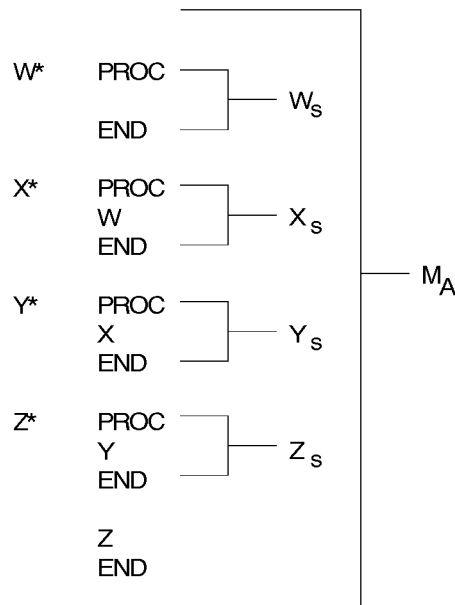 W* PROC
W_S
END
X* PROC
W X_S
END
M_A
Y* PROC
X Y_S
END
Z* PROC
Y Z_S
END
Z
END